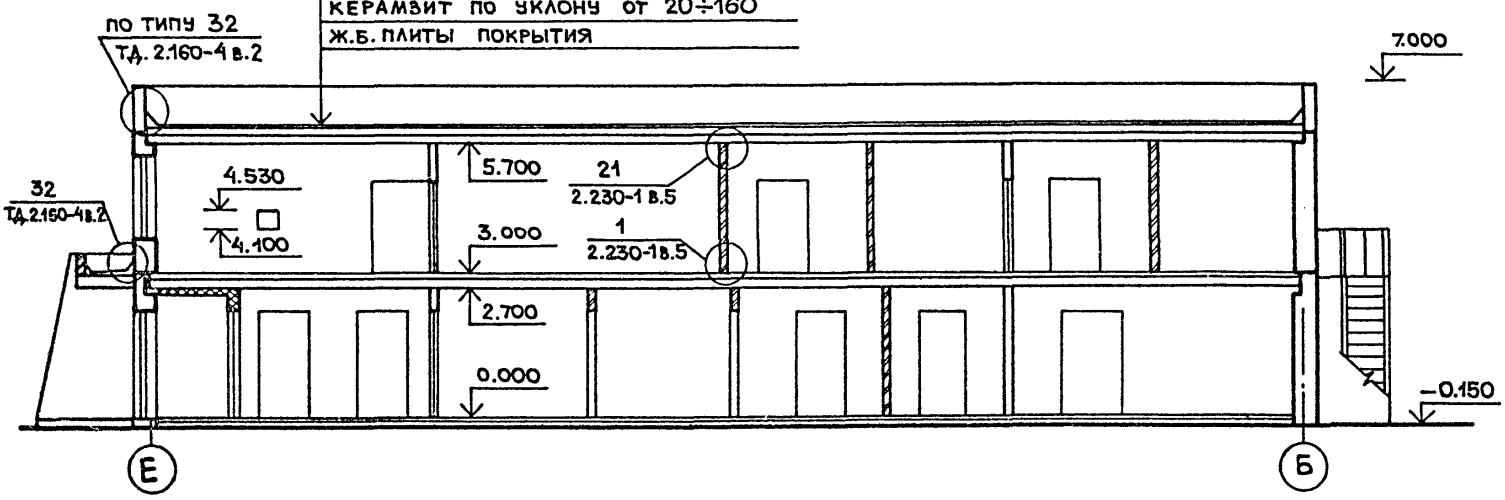 КЕРАМЗИТ ПО УКЛОНУ ОТ 20÷160
Ж.Б. ПЛИТЫ ПОКРЫТИЯ
ПО ТИПУ 32
ТД. 2.160-4 В.2
7.000
32
ТД.2.160-4В.2
4.530
4.100
5.700
21
2.230-1 В.5
3.000
1
2.230-1В.5
2.700
0.000
-0.150
Е
Б